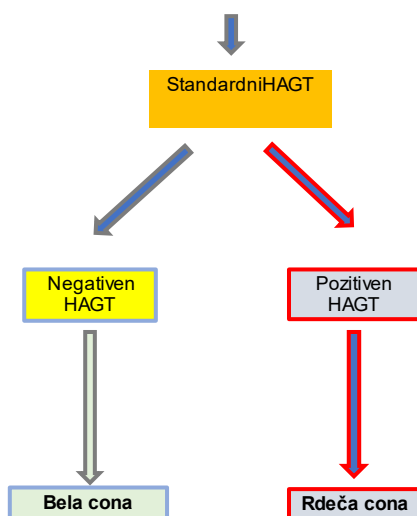 StandardniHAGT
Negativen
HAGT
Pozitiven
HAGT
Bela cona
Rdeča cona